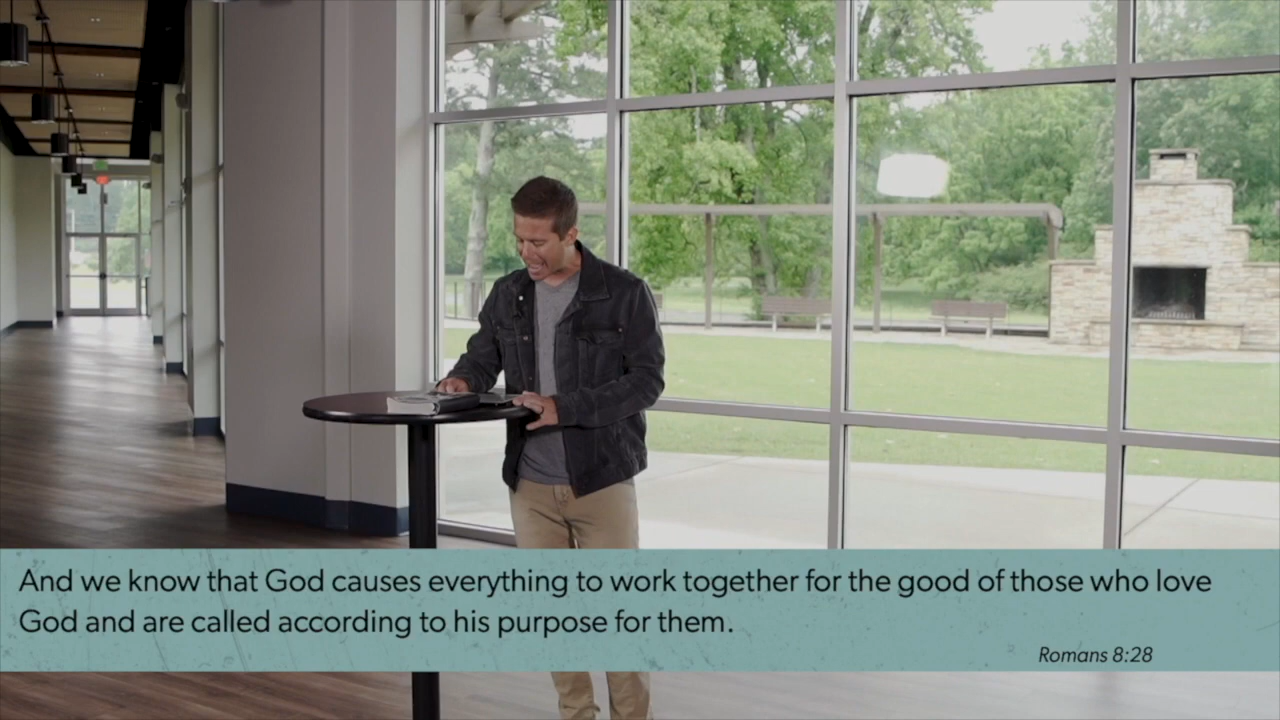 And we know that God causes everything to work together for the good of those who love
God and are called according to his purpose for them.
Romans 8:28